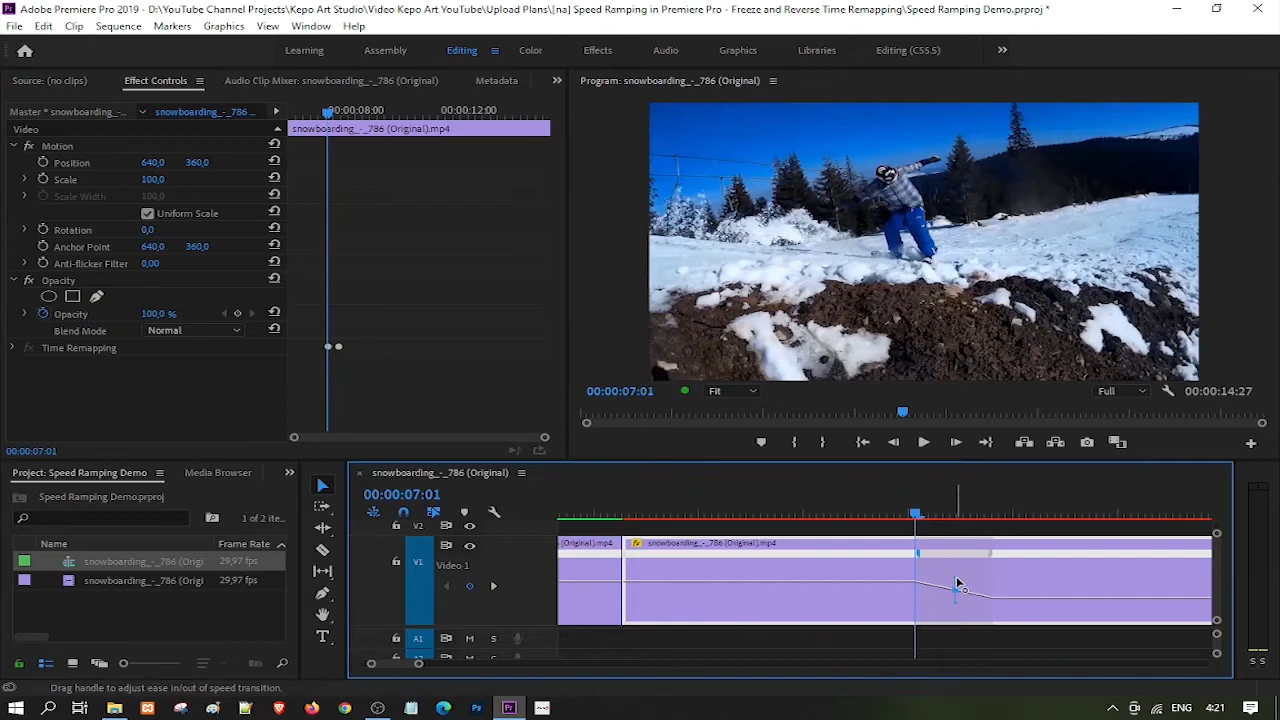 Adobe Premiere Pro 2019 - D:\YouTube Channel Projects\Kepo Art Studio\Video Kepo Art YouTube\Upload Plans\[na] Speed Ramping in Premiere Pro - Freeze and Reverse Time Remapping\Speed Ramping Demo.prproj *
File Edit Clip Sequence Markers Graphics View Window Help
Learning Assembly Editing Color Effects Audio Graphics Libraries Editing (CS5.5)
Source: (no clips) Effect Controls Audio Clip Mixer: snowboarding_-_786 (Original) Metadata
Program: snowboarding_-_786 (Original)
Master * snowboarding_-... snowboarding_-_786 ... 00:00:08:00 00:00:12:00
Video snowboarding_-_786 (Original).mp4
fx Motion
Position 640,0 360,0
Scale 100,0
Scale Width 100,0
Uniform Scale
Rotation 0,0
Anchor Point 640,0 360,0
Anti-flicker Filter 0,00
fx Opacity
Opacity 100,0 %
Blend Mode Normal
fx Time Remapping
00:00:07:01 Fit Full 00:00:14:27
00:00:07:01
Project: Speed Ramping Demo Media Browser
Speed Ramping Demo.prproj
1 of 2 ite...
Name Frame Rate
snowboarding_-_786 (Origi 29,97 fps
snowboarding_-_786 (Origi 29,97 fps
snowboarding_-_786 (Original)
00:00:07:01
V2
(Original).mp4 fx snowboarding_-_786 (Original).mp4
V1
Video 1
A1 M S
S S
Drag handle to adjust ease in/out of speed transition.
ENG 4:21